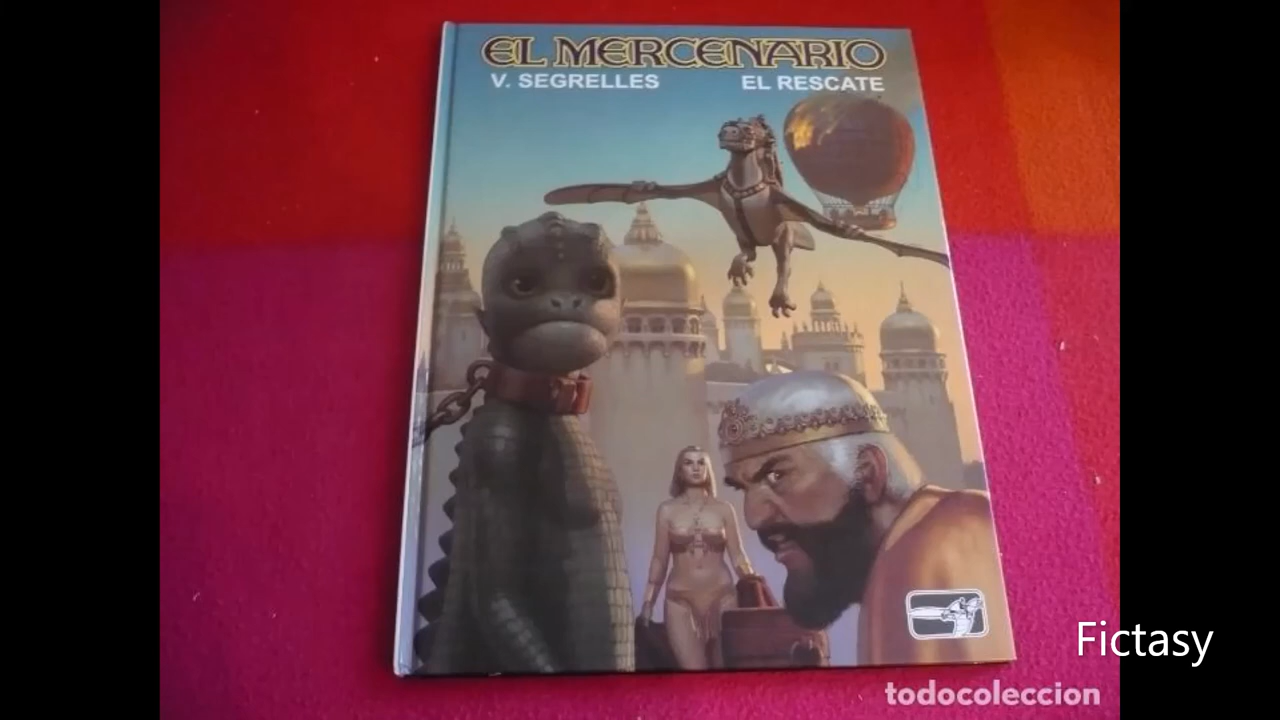 EL MERCENARIO
V. SEGRELLES EL RESCATE
Fictasy
todocoleccion